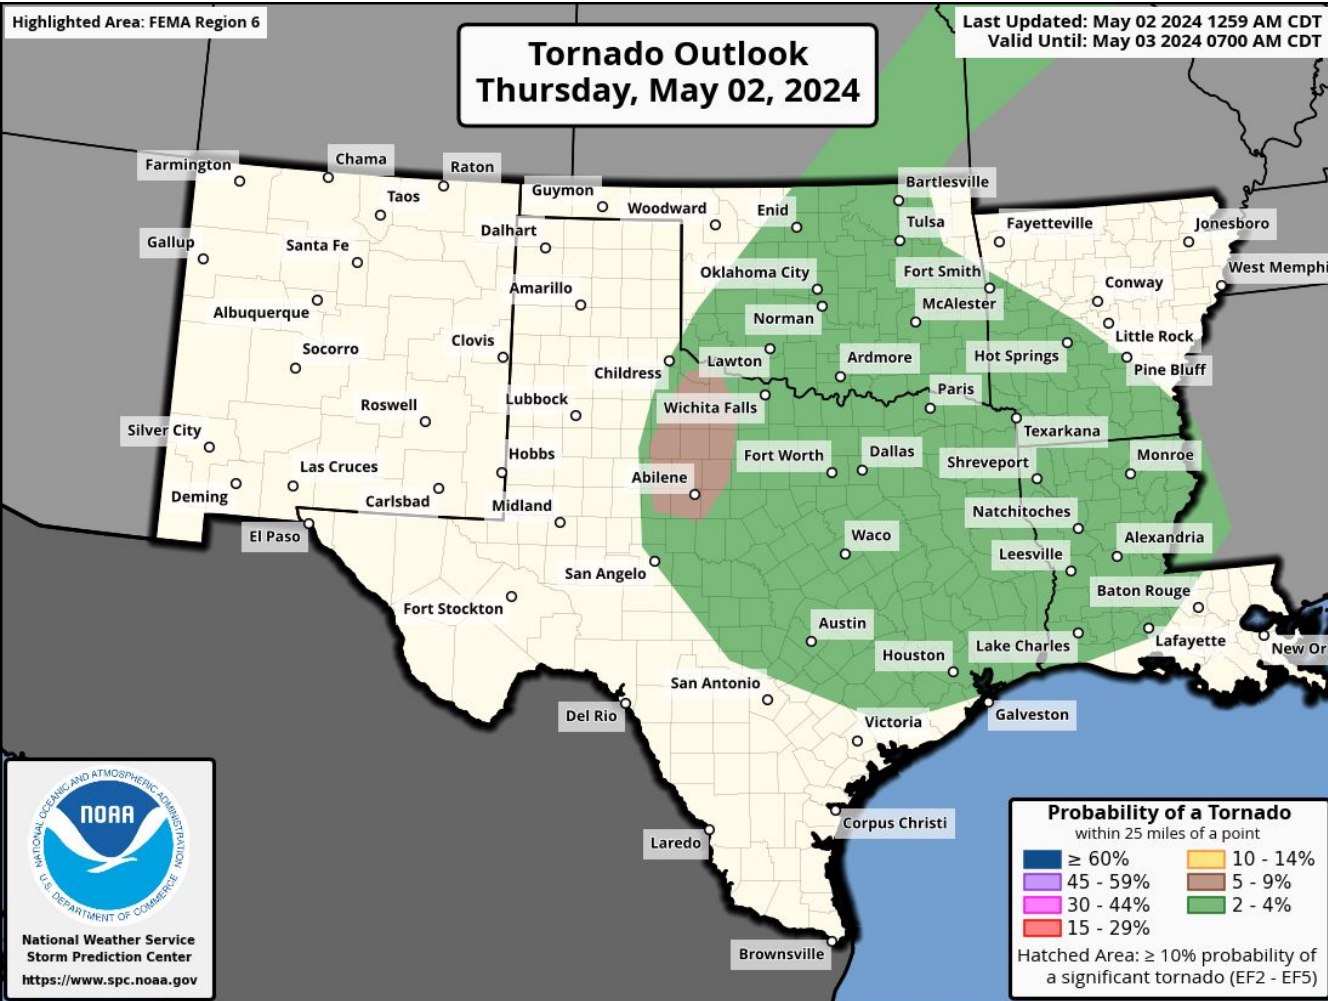 Highlighted Area: FEMA Region 6
Last Updated: May 02 2024 1259 AM CDT
Valid Until: May 03 2024 0700 AM CDT
Tornado Outlook
Thursday, May 02, 2024
Farmington
Chama
Raton
Taos
Guymon
Woodward
Enid
Bartlesville
Tulsa
Fayetteville
Jonesboro
Gallup
Santa Fe
Dalhart
Oklahoma City
Fort Smith
West Memphi
Amarillo
Conway
Albuquerque
Norman
McAlester
Socorro
Clovis
Little Rock
Childress
Lawton
Ardmore
Hot Springs
Pine Bluff
Roswell
Lubbock
Wichita Falls
Paris
Silver City
Texarkana
Las Cruces
Hobbs
Fort Worth
Dallas
Shreveport
Monroe
Abilene
Deming
Carlsbad
Midland
Natchitoches
El Paso
Waco
Alexandria
San Angelo
Leesville
Fort Stockton
Baton Rouge
Austin
Lake Charles
Lafayette
New Or
Houston
San Antonio
Del Rio
Victoria
Galveston
Corpus Christi
Laredo
Brownsville
NATIONAL OCEANIC AND ATMOSPHERIC ADMINISTRATION
NOAA
U.S. DEPARTMENT OF COMMERCE
National Weather Service
Storm Prediction Center
https://www.spc.noaa.gov
Probability of a Tornado
within 25 miles of a point
≥ 60%
45 - 59%
30 - 44%
15 - 29%
10 - 14%
5 - 9%
2 - 4%
Hatched Area: ≥ 10% probability of
a significant tornado (EF2 - EF5)